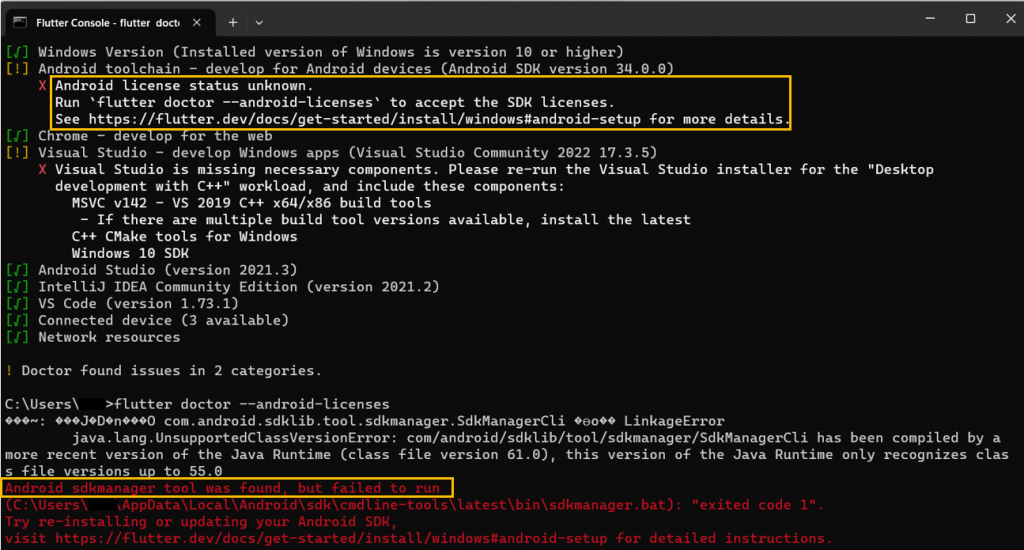 Flutter Console - flutter doct
[√] Windows Version (Installed version of Windows is version 10 or higher)
[!] Android toolchain - develop for Android devices (Android SDK version 34.0.0)
X Android license status unknown.
Run `flutter doctor --android-licenses` to accept the SDK licenses.
See https://flutter.dev/docs/get-started/install/windows#android-setup for more details.
[√] Chrome - develop for the web
[!] Visual Studio - develop Windows apps (Visual Studio Community 2022 17.3.5)
X Visual Studio is missing necessary components. Please re-run the Visual Studio installer for the "Desktop
development with C++" workload, and include these components:
MSVC v142 - VS 2019 C++ x64/x86 build tools
- If there are multiple build tool versions available, install the latest
C++ CMake tools for Windows
Windows 10 SDK
[√] Android Studio (version 2021.3)
[√] IntelliJ IDEA Community Edition (version 2021.2)
[√] VS Code (version 1.73.1)
[√] Connected device (3 available)
[√] Network resources
! Doctor found issues in 2 categories.
C:\Users\ >flutter doctor --android-licenses
���~: ���J�D�n���O com.android.sdklib.tool.sdkmanager.SdkManagerCli �oo�� LinkageError
java.lang.UnsupportedClassVersionError: com/android/sdklib/tool/sdkmanager/SdkManagerCli has been compiled by a
more recent version of the Java Runtime (class file version 61.0), this version of the Java Runtime only recognizes clas
s file versions up to 55.0
Android sdkmanager tool was found, but failed to run
(C:\Users\ \AppData\Local\Android\sdk\cmdline-tools\latest\bin\sdkmanager.bat): "exited code 1".
Try re-installing or updating your Android SDK,
visit https://flutter.dev/docs/get-started/install/windows#android-setup for detailed instructions.